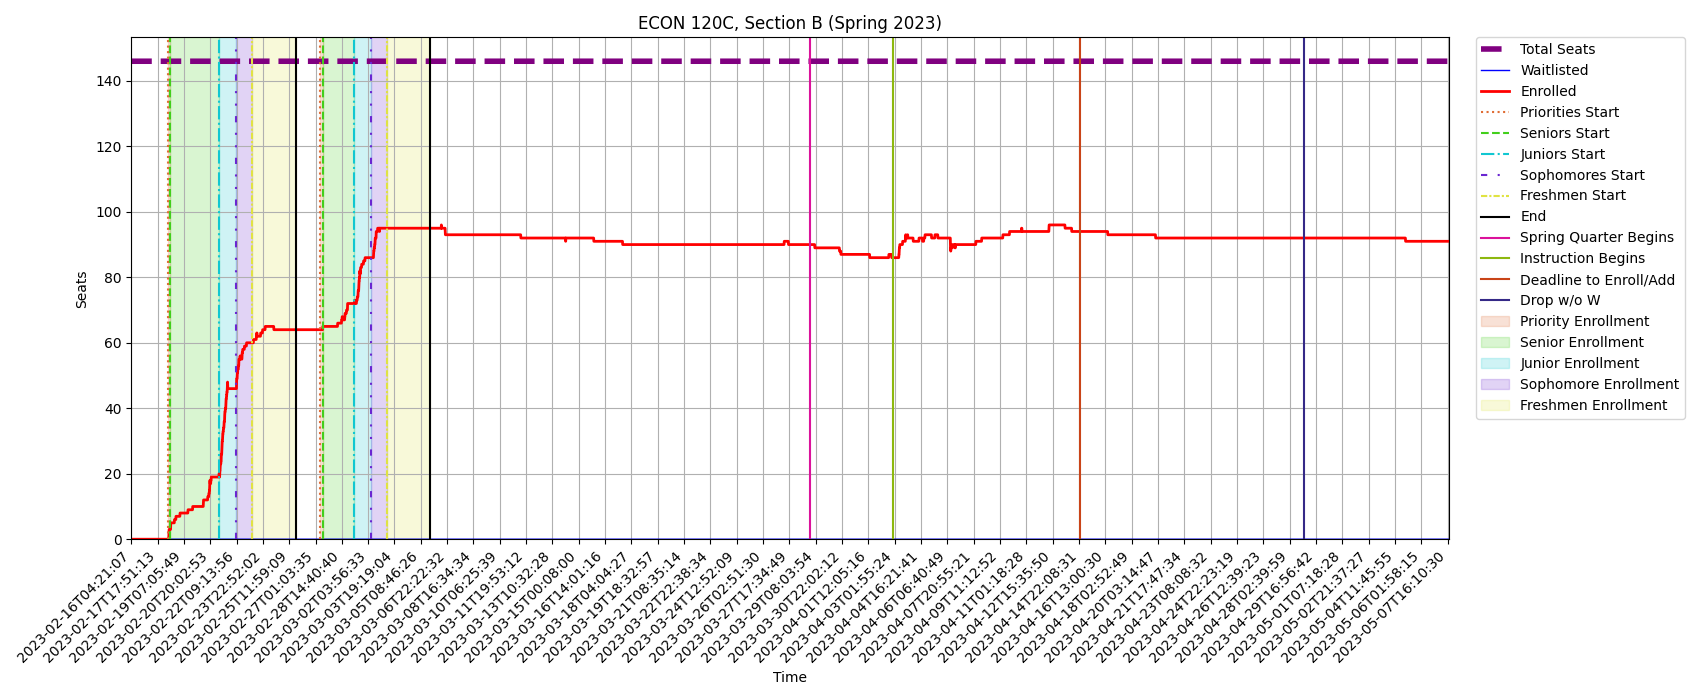 ECON 120C, Section B (Spring 2023)
Seats
140
120
100
80
60
40
20
0
2023-02-16T04:21:07
2023-02-17T17:51:13
2023-02-19T07:05:49
2023-02-20T20:02:53
2023-02-22T09:13:56
2023-02-23T22:52:02
2023-02-25T11:59:09
2023-02-27T01:03:35
2023-02-28T14:40:40
2023-03-02T03:56:33
2023-03-03T19:19:04
2023-03-05T08:46:26
2023-03-06T22:22:32
2023-03-08T16:34:34
2023-03-10T06:25:39
2023-03-11T19:53:12
2023-03-13T10:32:28
2023-03-15T00:08:00
2023-03-16T14:01:16
2023-03-18T04:04:27
2023-03-19T18:32:57
2023-03-21T08:35:14
2023-03-22T22:38:34
2023-03-24T12:52:09
2023-03-26T02:51:30
2023-03-27T17:34:49
2023-03-29T08:03:54
2023-03-30T22:02:12
2023-04-01T12:05:16
2023-04-03T01:55:24
2023-04-04T16:21:41
2023-04-06T06:40:49
2023-04-07T20:55:21
2023-04-09T11:12:52
2023-04-11T01:18:28
2023-04-12T15:35:50
2023-04-14T22:08:31
2023-04-16T13:00:30
2023-04-18T02:52:49
2023-04-20T03:14:47
2023-04-21T17:47:34
2023-04-23T08:08:32
2023-04-24T22:23:19
2023-04-26T12:39:23
2023-04-28T02:39:59
2023-04-29T16:56:42
2023-05-01T07:18:28
2023-05-02T21:37:27
2023-05-04T11:45:55
2023-05-06T01:58:15
2023-05-07T16:10:30
Time
Total Seats
Waitlisted
Enrolled
Priorities Start
Seniors Start
Juniors Start
Sophomores Start
Freshmen Start
End
Spring Quarter Begins
Instruction Begins
Deadline to Enroll/Add
Drop w/o W
Priority Enrollment
Senior Enrollment
Junior Enrollment
Sophomore Enrollment
Freshmen Enrollment